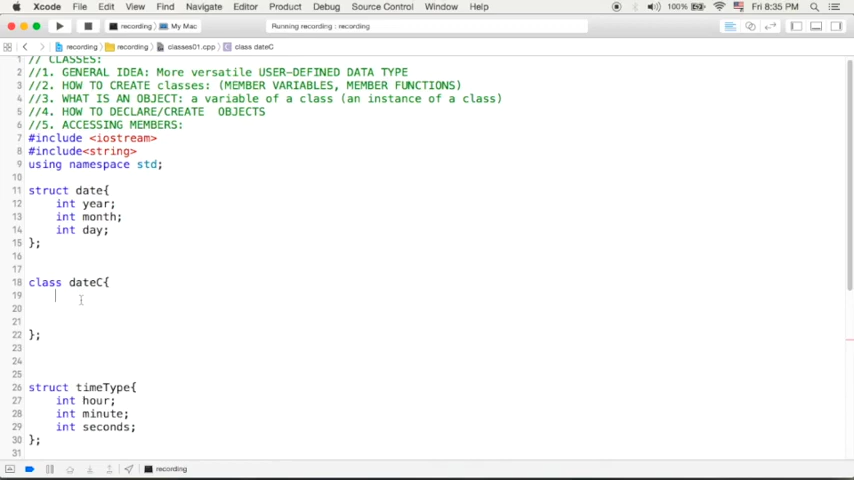 Xcode File Edit View Find Navigate Editor Product Debug Source Control Window Help 100% Fri 8:35 PM
recording My Mac Running recording : recording
recording recording classes01.cpp class dateC
1 // CLASSES:
2 //1. GENERAL IDEA: More versatile USER-DEFINED DATA TYPE
3 //2. HOW TO CREATE classes: (MEMBER VARIABLES, MEMBER FUNCTIONS)
4 //3. WHAT IS AN OBJECT: a variable of a class (an instance of a class)
5 //4. HOW TO DECLARE/CREATE  OBJECTS
6 //5. ACCESSING MEMBERS:
7 #include <iostream>
8 #include<string>
9 using namespace std;
10
11 struct date{
12 int year;
13 int month;
14 int day;
15 };
16
17
18 class dateC{
19
20
21
22 };
23
24
25
26 struct timeType{
27 int hour;
28 int minute;
29 int seconds;
30 };
31
recording